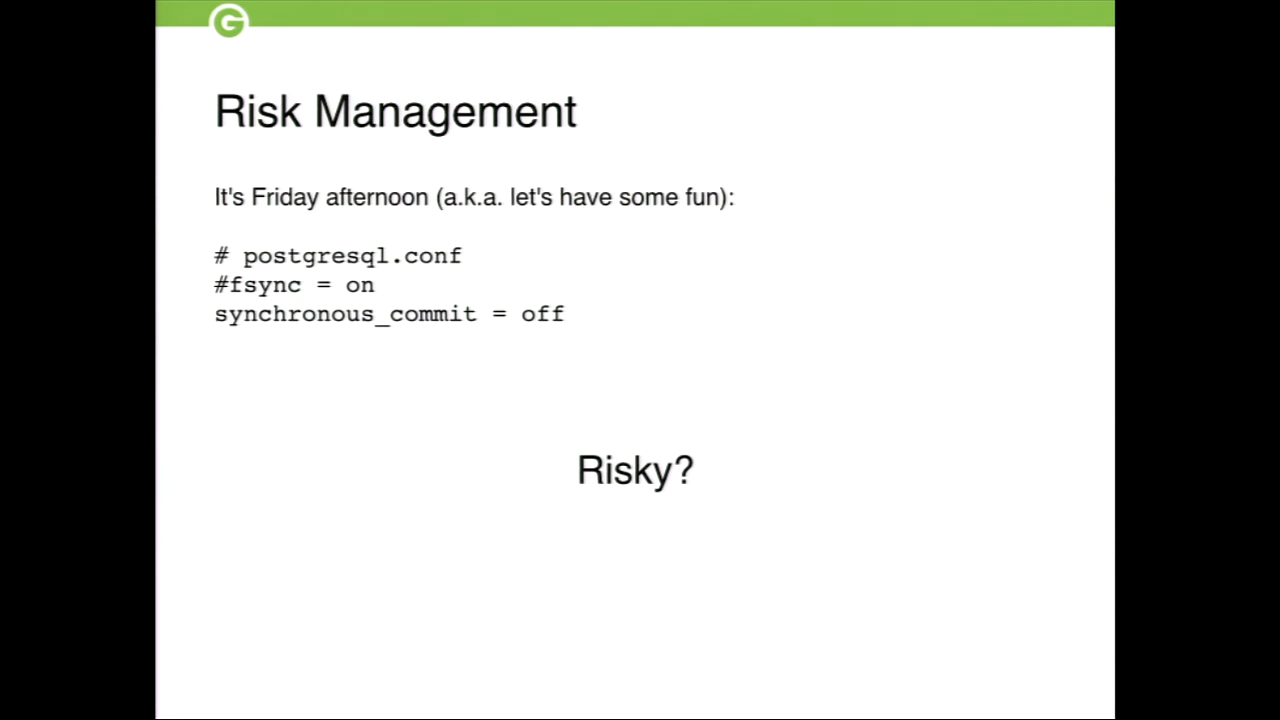 Risk Management
It's Friday afternoon (a.k.a. let's have some fun):
# postgresql.conf
#fsync = on
synchronous_commit = off
Risky?